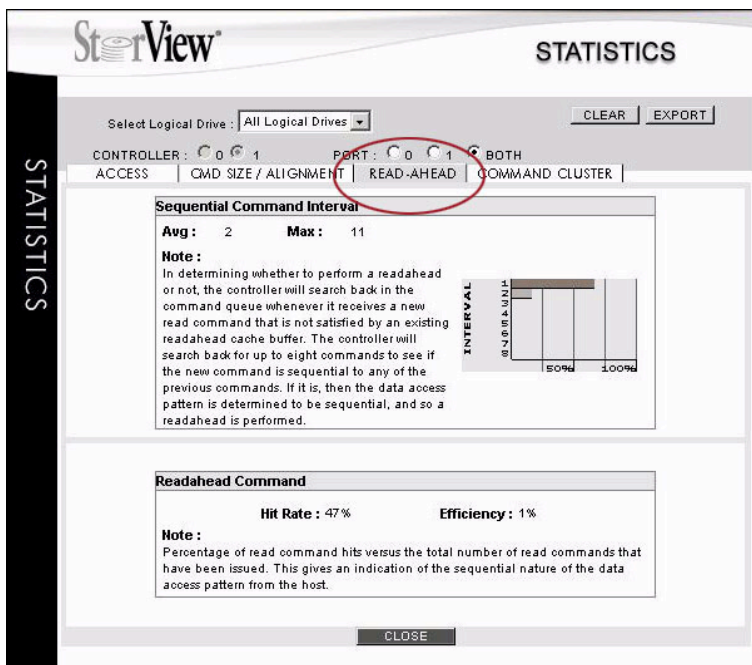 StorView
STATISTICS
STATISTICS
Select Logical Drive : All Logical Drives
CLEAR EXPORT
CONTROLLER : 0 1 PORT : 0 1 BOTH
ACCESS CMD SIZE / ALIGNMENT READ-AHEAD COMMAND CLUSTER
Sequential Command Interval
Avg : 2 Max : 11
Note :
In determining whether to perform a readahead
or not, the controller will search back in the
command queue whenever it receives a new
read command that is not satisfied by an existing
readahead cache buffer. The controller will
search back for up to eight commands to see if
the new command is sequential to any of the
previous commands. If it is, then the data access
pattern is determined to be sequential, and so a
readahead is performed.
INTERVAL
1
2
3
4
5
6
7
8
50% 100%
Readahead Command
Hit Rate : 47% Efficiency : 1%
Note :
Percentage of read command hits versus the total number of read commands that
have been issued. This gives an indication of the sequential nature of the data
access pattern from the host.
CLOSE